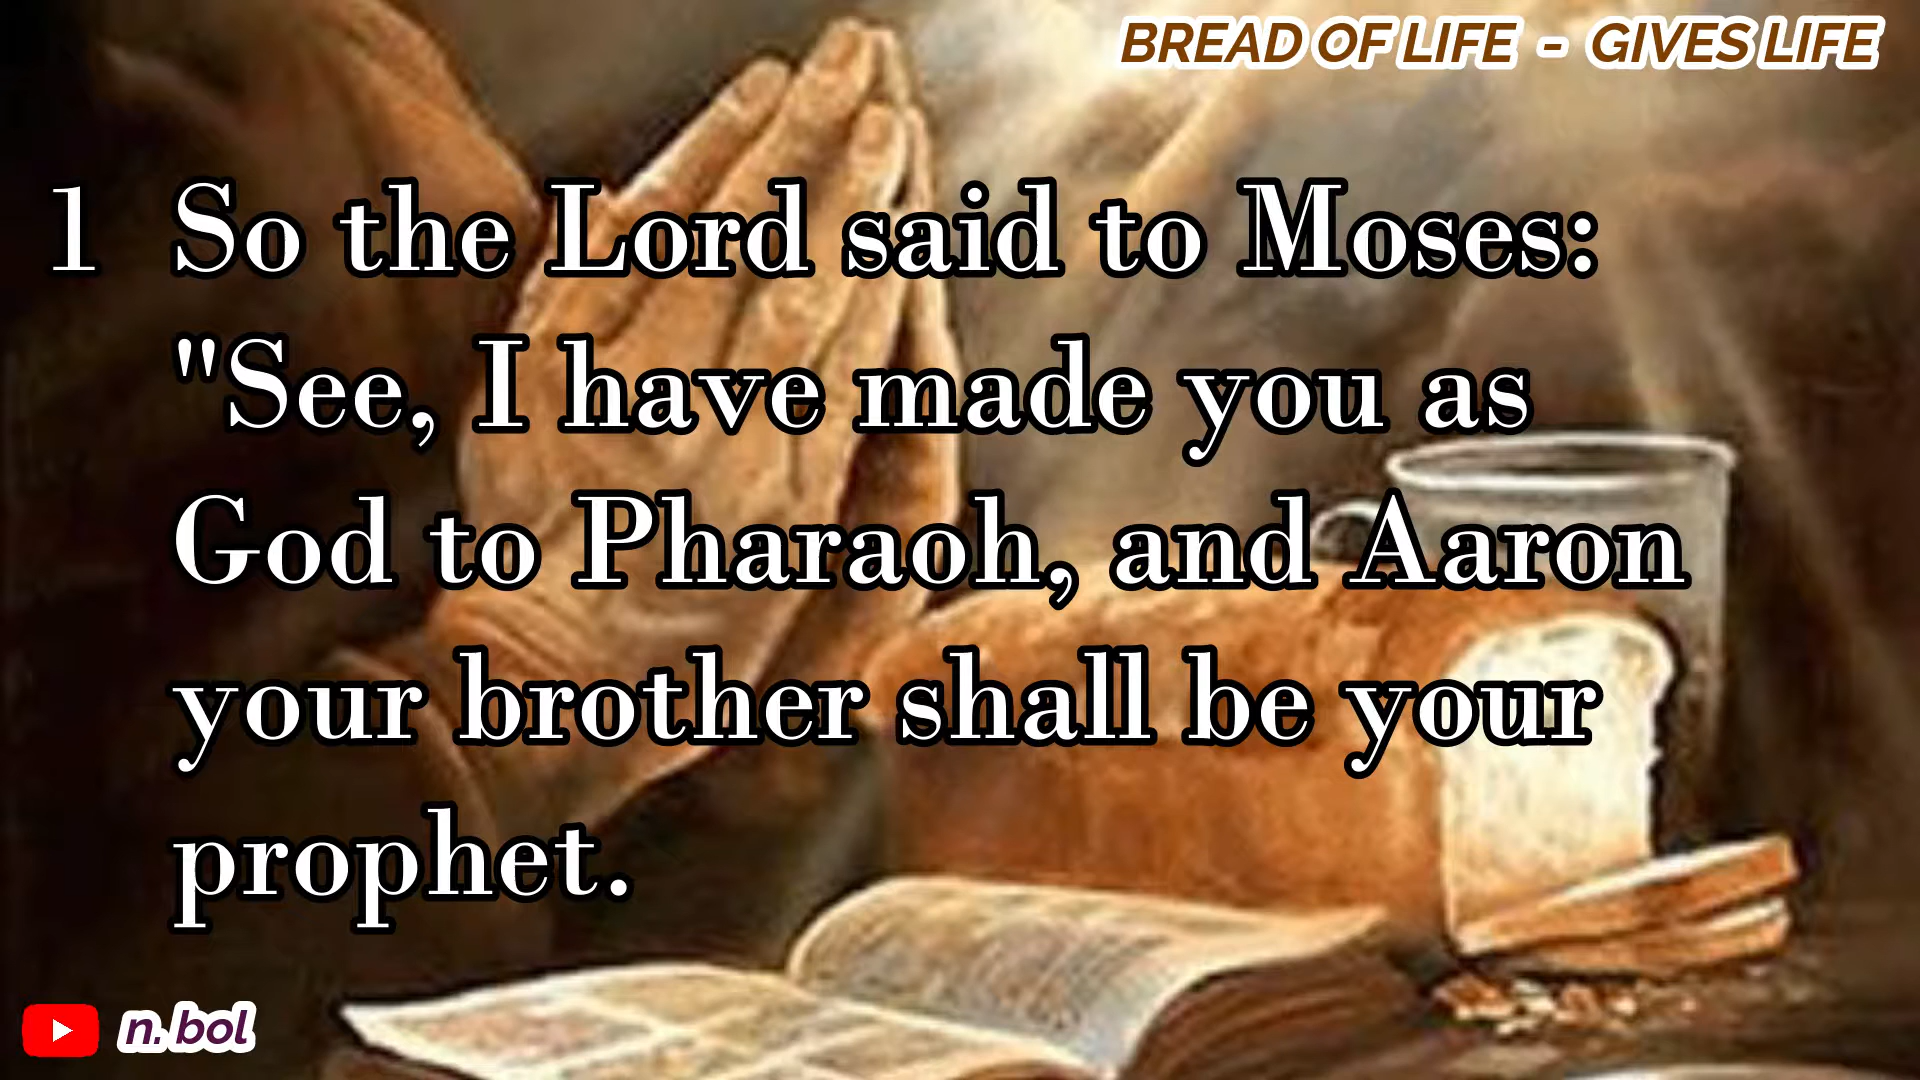 BREAD OF LIFE - GIVES LIFE
1 So the Lord said to Moses:
"See, I have made you as
God to Pharaoh, and Aaron
your brother shall be your
prophet.
n. bol